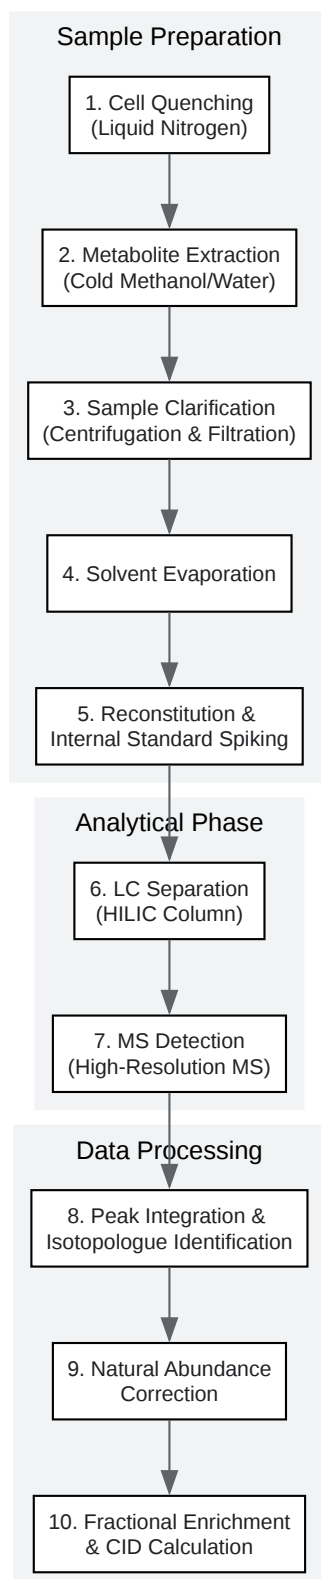 Sample Preparation
1. Cell Quenching
(Liquid Nitrogen)
2. Metabolite Extraction
(Cold Methanol/Water)
3. Sample Clarification
(Centrifugation & Filtration)
4. Solvent Evaporation
5. Reconstitution &
Internal Standard Spiking
Analytical Phase
6. LC Separation
(HILIC Column)
7. MS Detection
(High-Resolution MS)
Data Processing
8. Peak Integration &
Isotopologue Identification
9. Natural Abundance
Correction
10. Fractional Enrichment
& CID Calculation